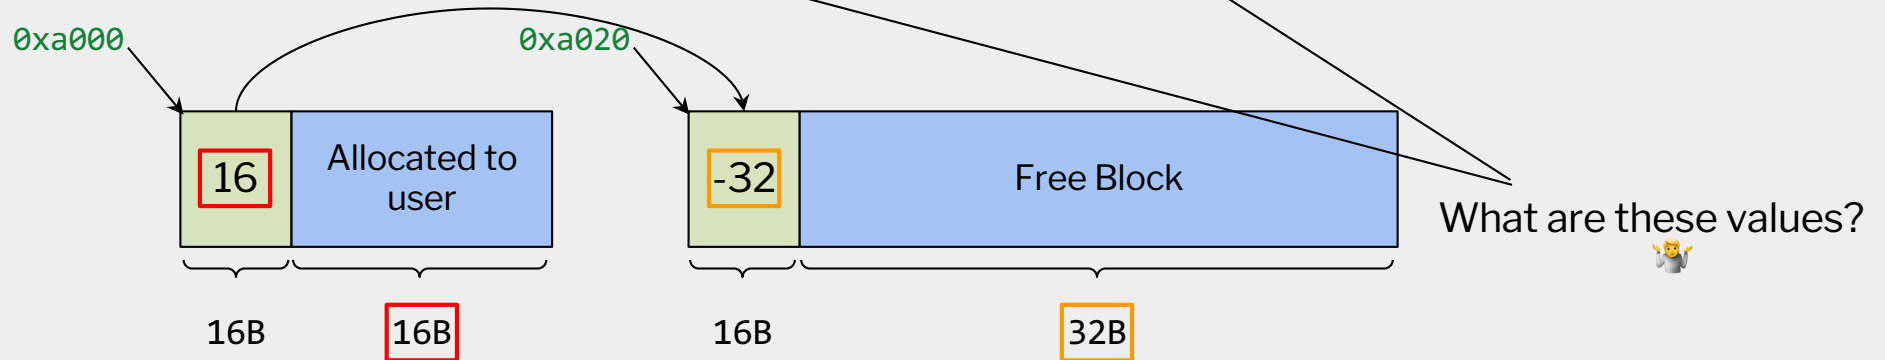 0xa000
0xa020
16
Allocated to
user
-32
Free Block
What are these values?
🤷
16B
16B
16B
32B